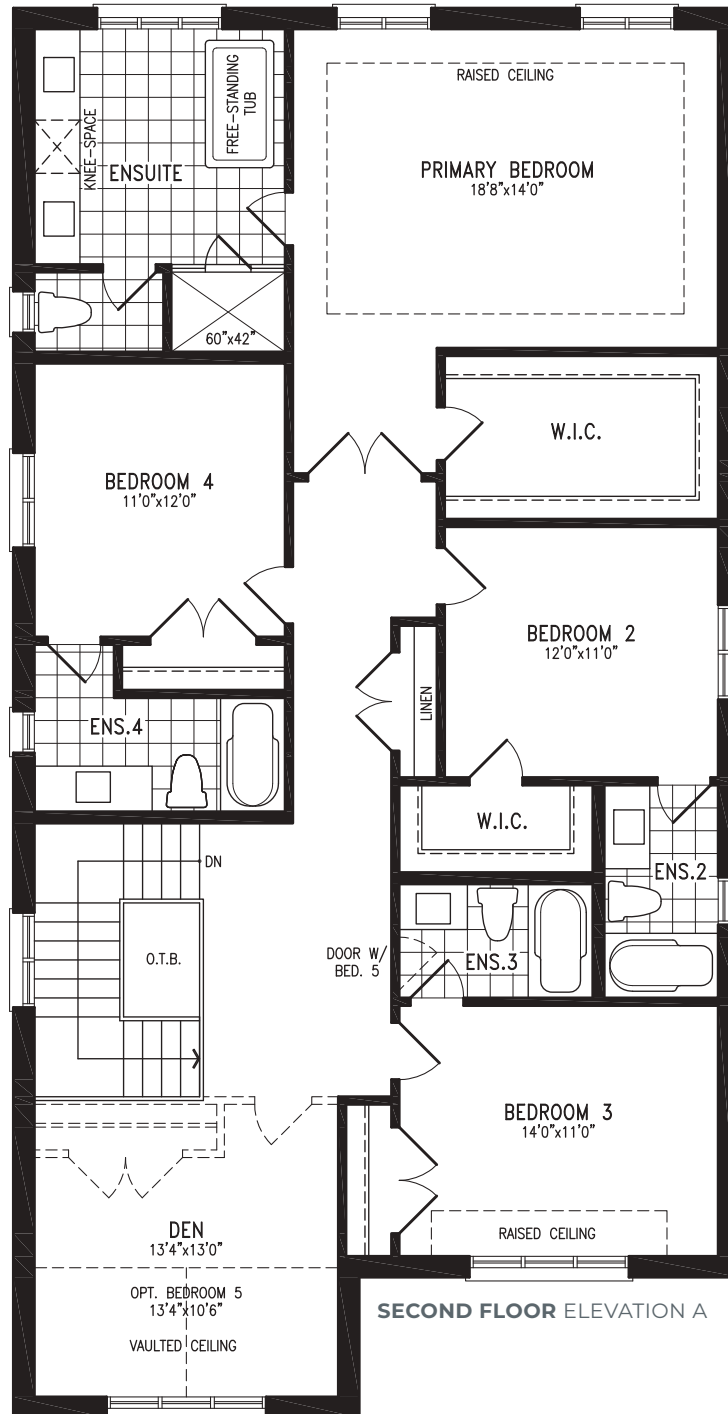 RAISED CEILING
FREE-STANDING
TUB
KNEE-SPACE
ENSUITE
PRIMARY BEDROOM
18'8"x14'0"
60"x42"
W.I.C.
BEDROOM 4
11'0"x12'0"
BEDROOM 2
12'0"x11'0"
LINEN
ENS.4
W.I.C.
DN
ENS.2
O.T.B.
DOOR W/
BED. 5
ENS.3
BEDROOM 3
14'0"x11'0"
RAISED CEILING
DEN
13'4"x13'0"
OPT. BEDROOM 5
13'4"x10'6"
VAULTED CEILING
SECOND FLOOR ELEVATION A